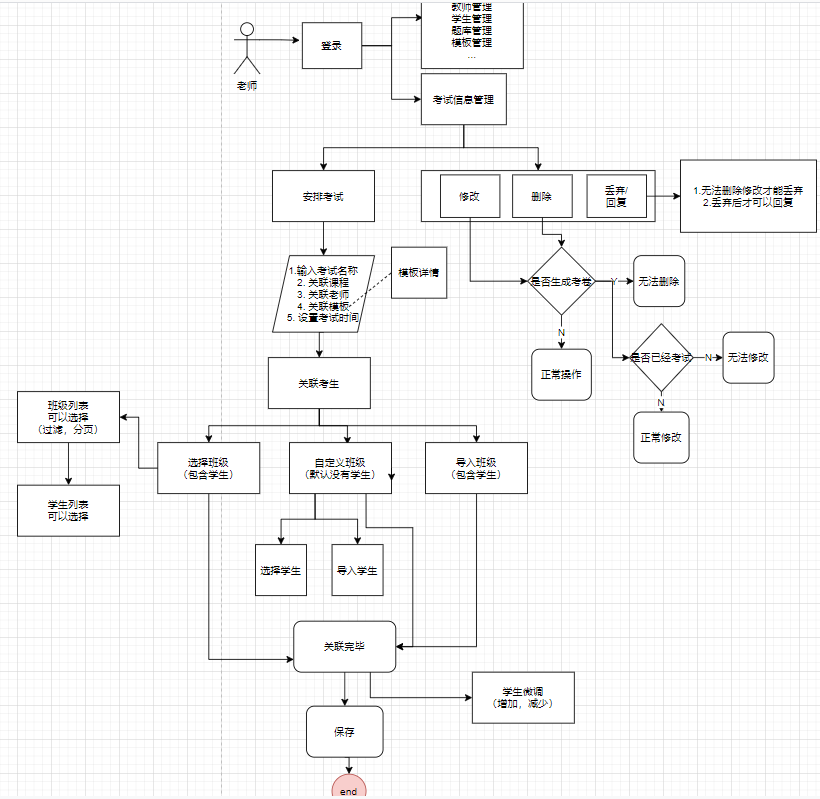 教师管理
学生管理
题库管理
模板管理
...
登录
老师
考试信息管理
安排考试
修改
删除
丢弃/
回复
1.无法删除修改才能丢弃
2.丢弃后才可以回复
1.输入考试名称
2. 关联课程
3. 关联老师
4. 关联模板
5. 设置考试时间
模板详情
是否生成考卷
Y
无法删除
N
正常操作
是否已经考试
N
无法修改
N
正常修改
关联考生
班级列表
可以选择
（过滤，分页）
学生列表
可以选择
选择班级
（包含学生）
自定义班级
（默认没有学生）
导入班级
（包含学生）
选择学生
导入学生
关联完毕
学生微调
（增加，减少）
保存
end